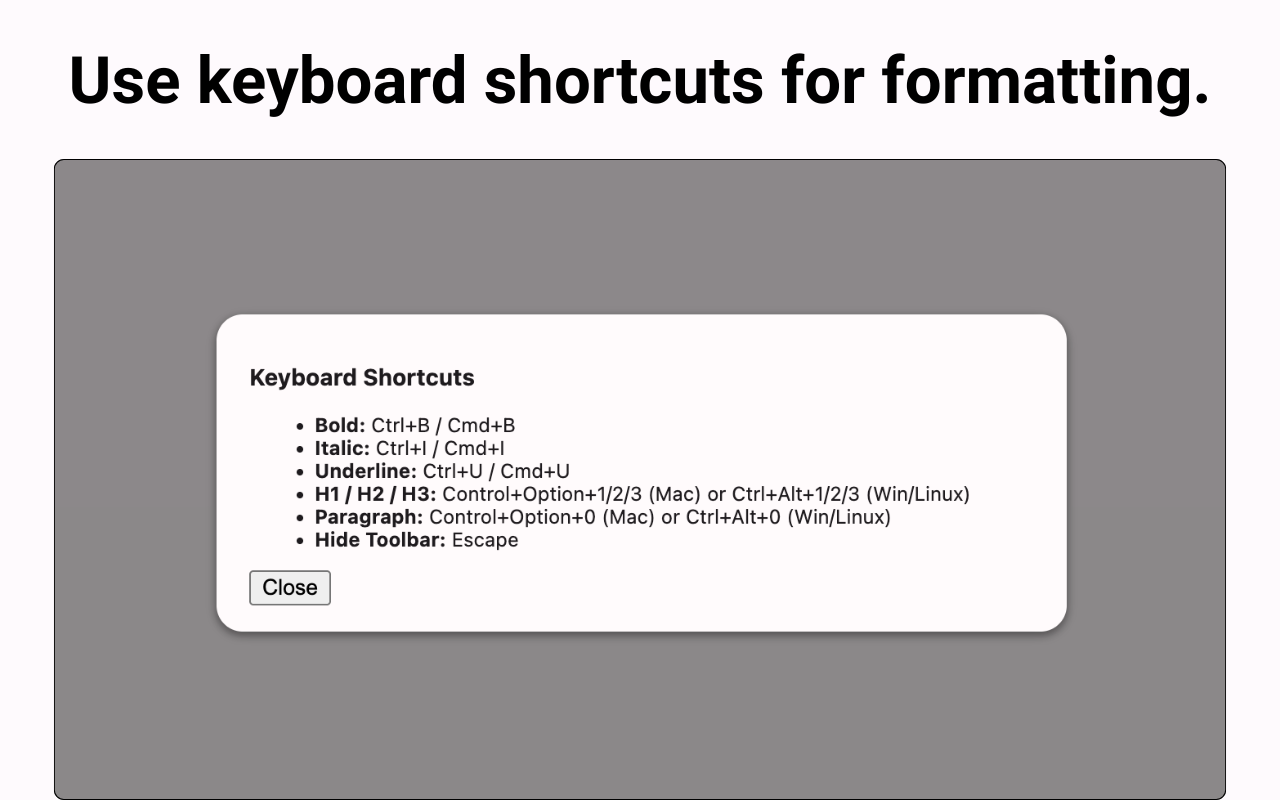 Use keyboard shortcuts for formatting.
Keyboard Shortcuts
• Bold: Ctrl+B / Cmd+B
• Italic: Ctrl+I / Cmd+I
• Underline: Ctrl+U / Cmd+U
• H1 / H2 / H3: Control+Option+1/2/3 (Mac) or Ctrl+Alt+1/2/3 (Win/Linux)
• Paragraph: Control+Option+0 (Mac) or Ctrl+Alt+0 (Win/Linux)
• Hide Toolbar: Escape
Close